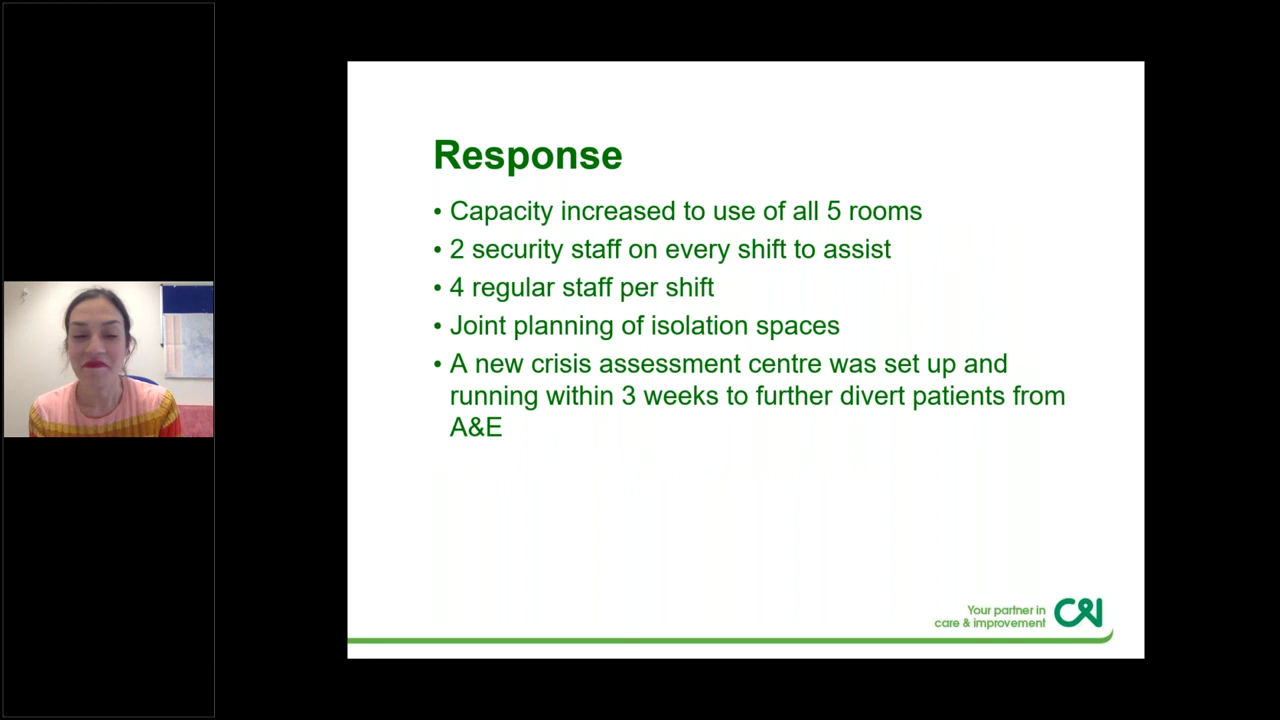 Response
• Capacity increased to use of all 5 rooms
• 2 security staff on every shift to assist
• 4 regular staff per shift
• Joint planning of isolation spaces
• A new crisis assessment centre was set up and
running within 3 weeks to further divert patients from
A&E
Your partner in
care & improvement
C&I